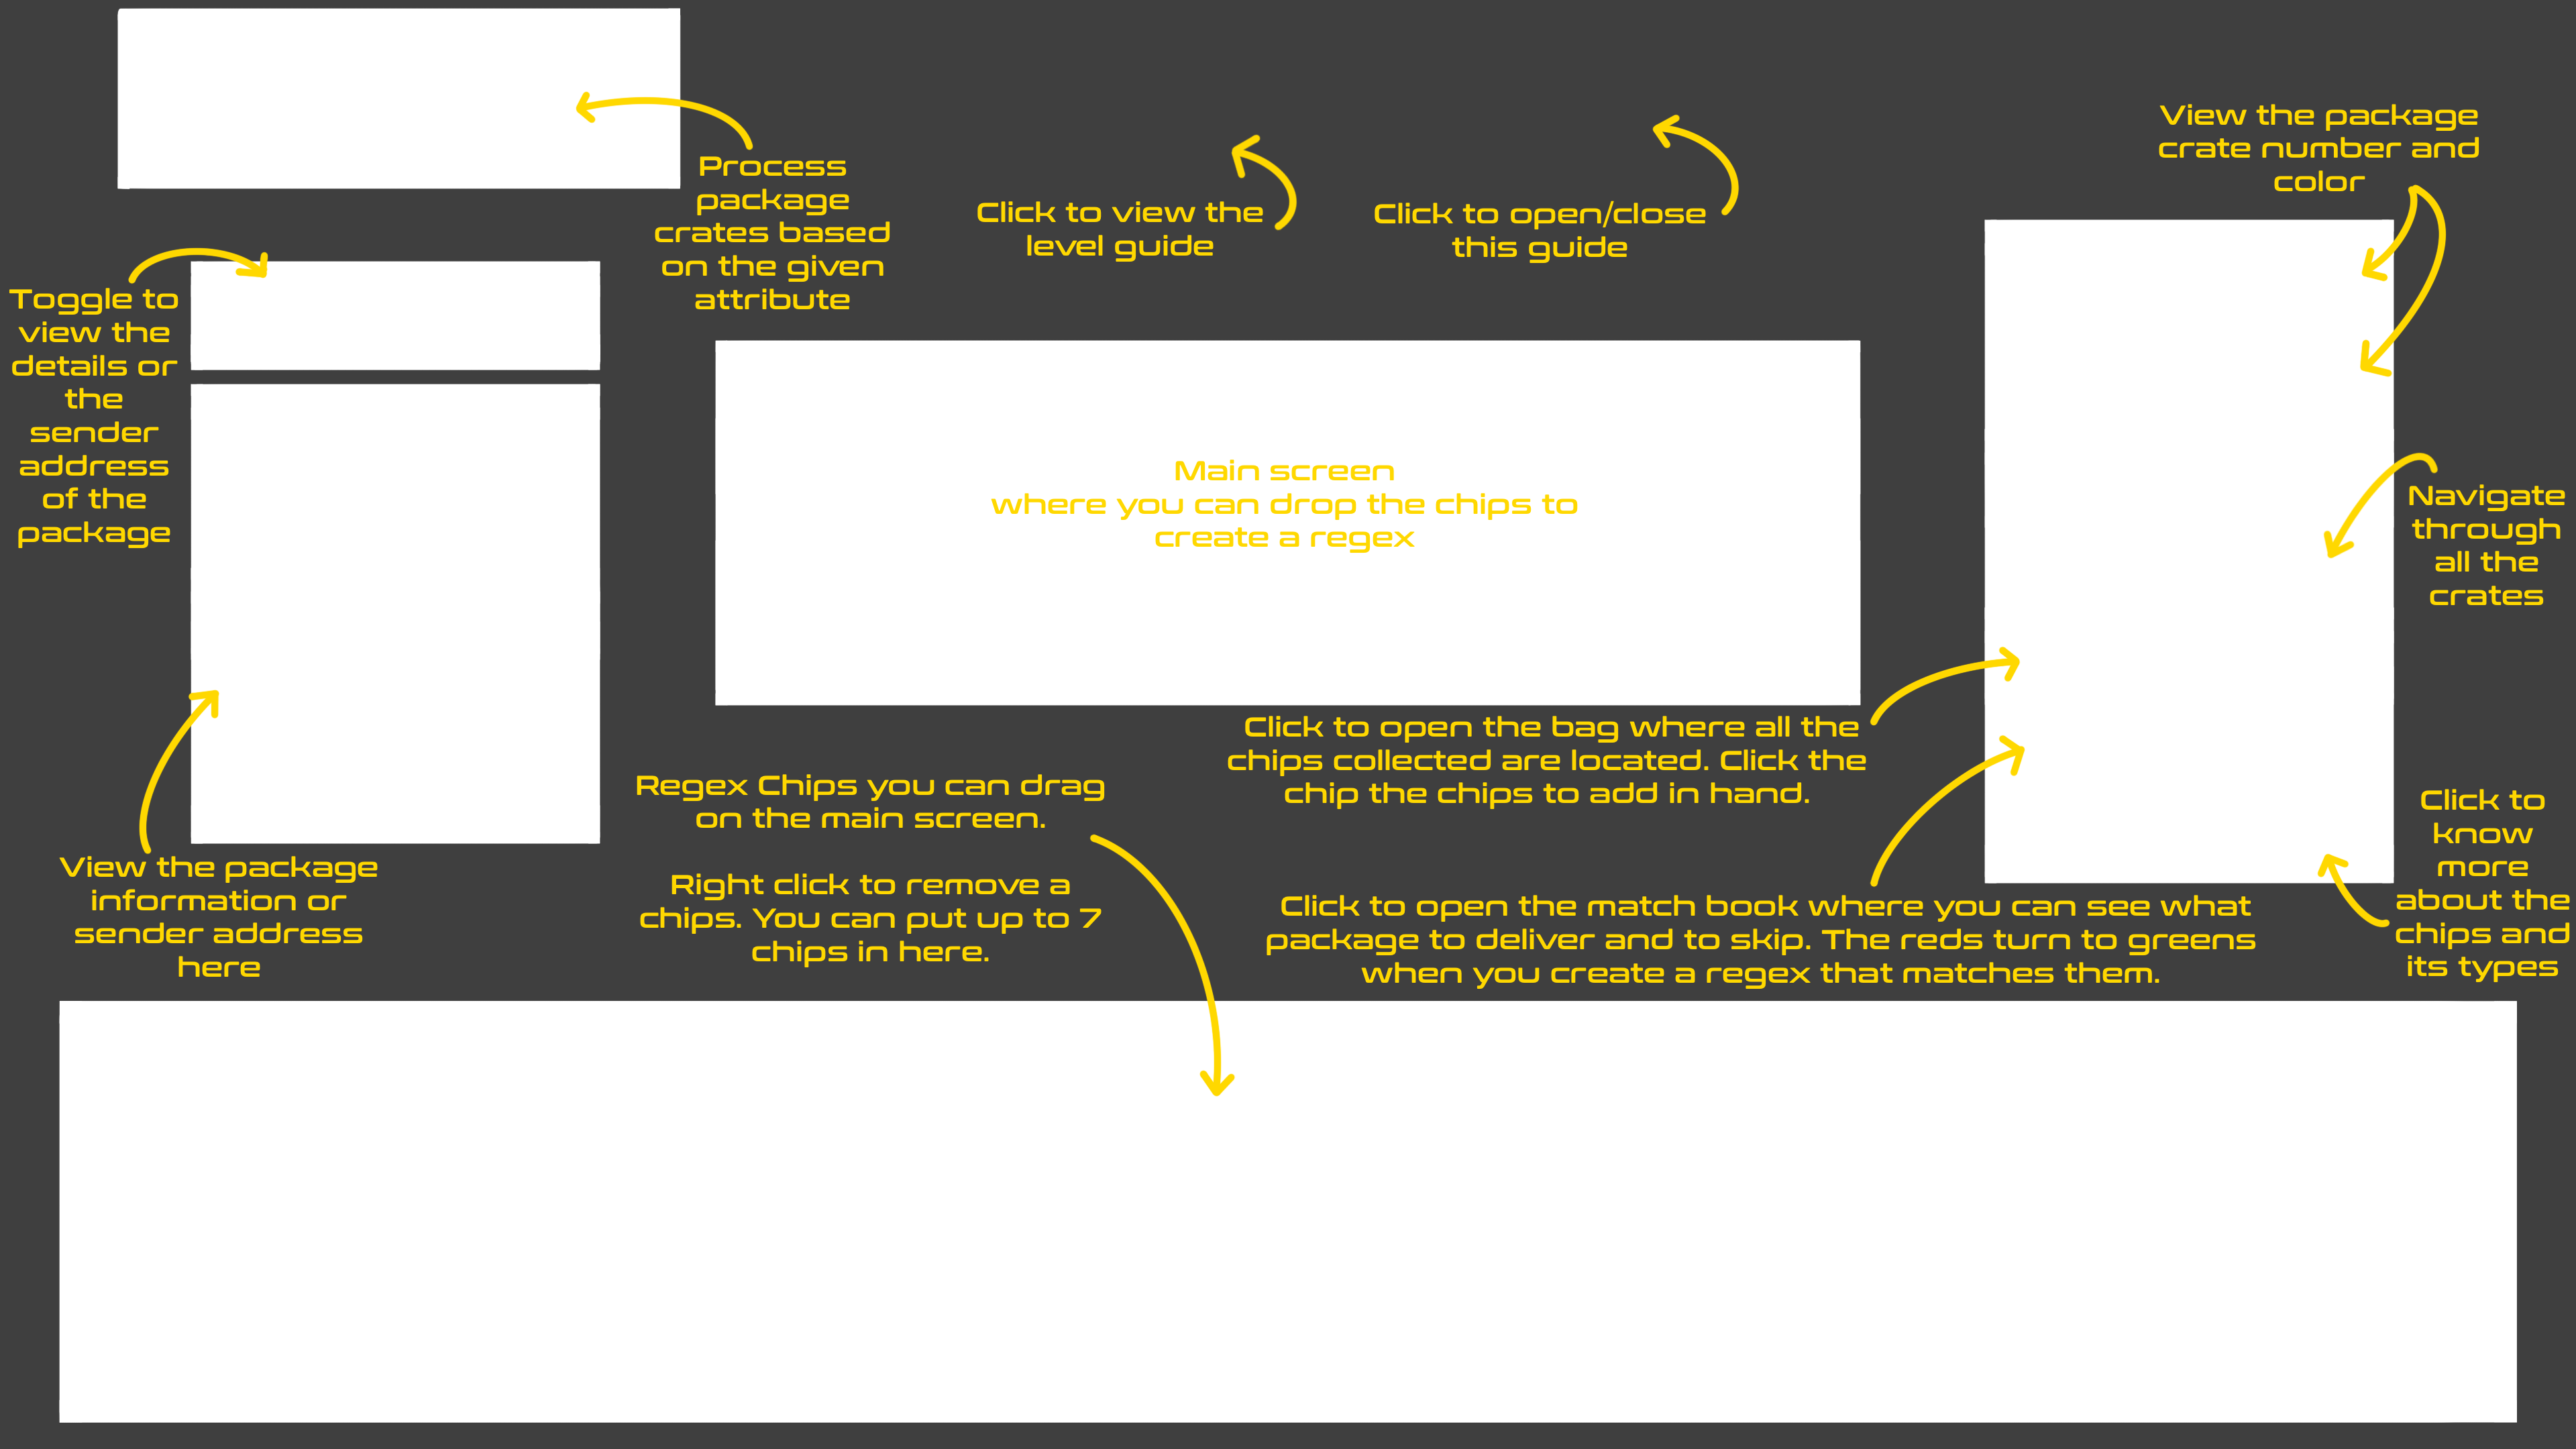 Process
package
crates based
on the given
attribute
Click to view the
level guide
Click to open/close
this guide
View the package
crate number and
color
Toggle to
view the
details or
the
sender
address
of the
package
Main screen
where you can drop the chips to
create a regex
Navigate
through
all the
crates
Click to open the bag where all the
chips collected are located. Click the
chip the chips to add in hand.
Regex Chips you can drag
on the main screen.
Right click to remove a
chips. You can put up to 7
chips in here.
View the package
information or
sender address
here
Click to open the match book where you can see what
package to deliver and to skip. The reds turn to greens
when you create a regex that matches them.
Click to
know
more
about the
chips and
its types